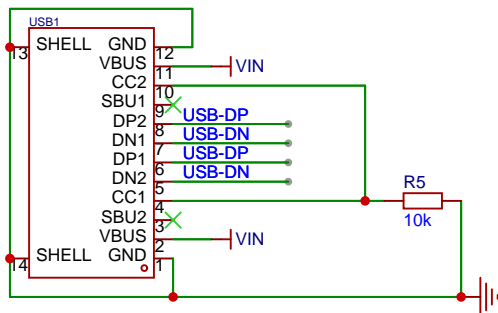 USB1
13 SHELL GND 12
VBUS 11 VIN
CC2 10
SBU1 9
DP2 8 USB-DP
DN1 7 USB-DN
DP1 6 USB-DP
DN2 5 USB-DN
CC1 4
SBU2 3
VBUS 2 VIN
14 SHELL GND 1
R5
10k